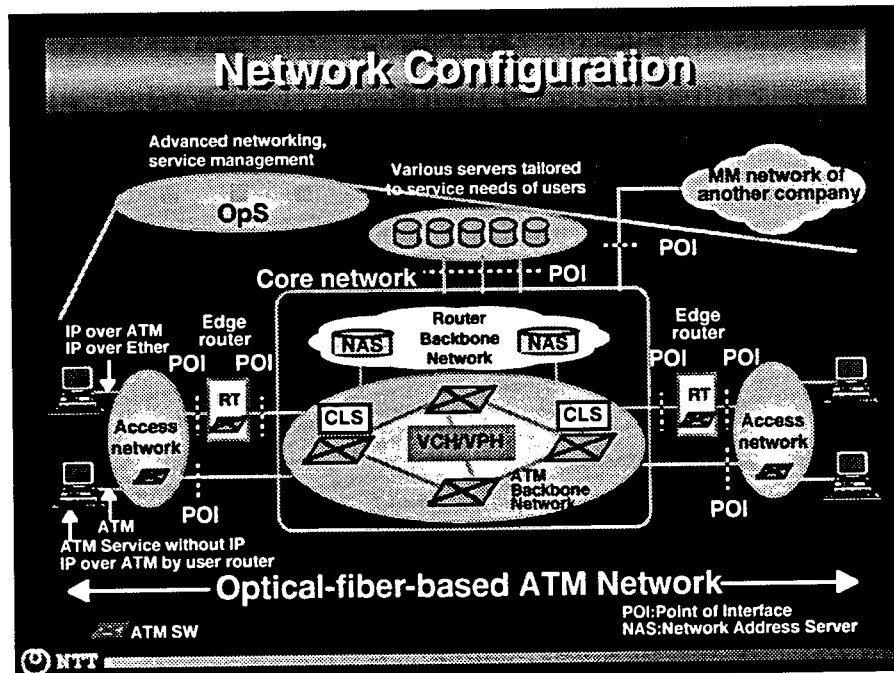 Network Configuration
Advanced networking,
service management
Various servers tailored
to service needs of users
MM network of
another company
OpS
POI
POI
Core network
IP over ATM
IP over Ether
Edge
router
POI
POI
NAS
Router
Backbone
Network
NAS
Edge
router
POI
POI
RT
RT
CLS
CLS
Access
network
VCH/VPH
Access
network
ATM
Backbone
Network
POI
POI
ATM
ATM Service without IP
IP over ATM by user router
Optical-fiber-based ATM Network
POI:Point of Interface
NAS:Network Address Server
ATM SW
NTT